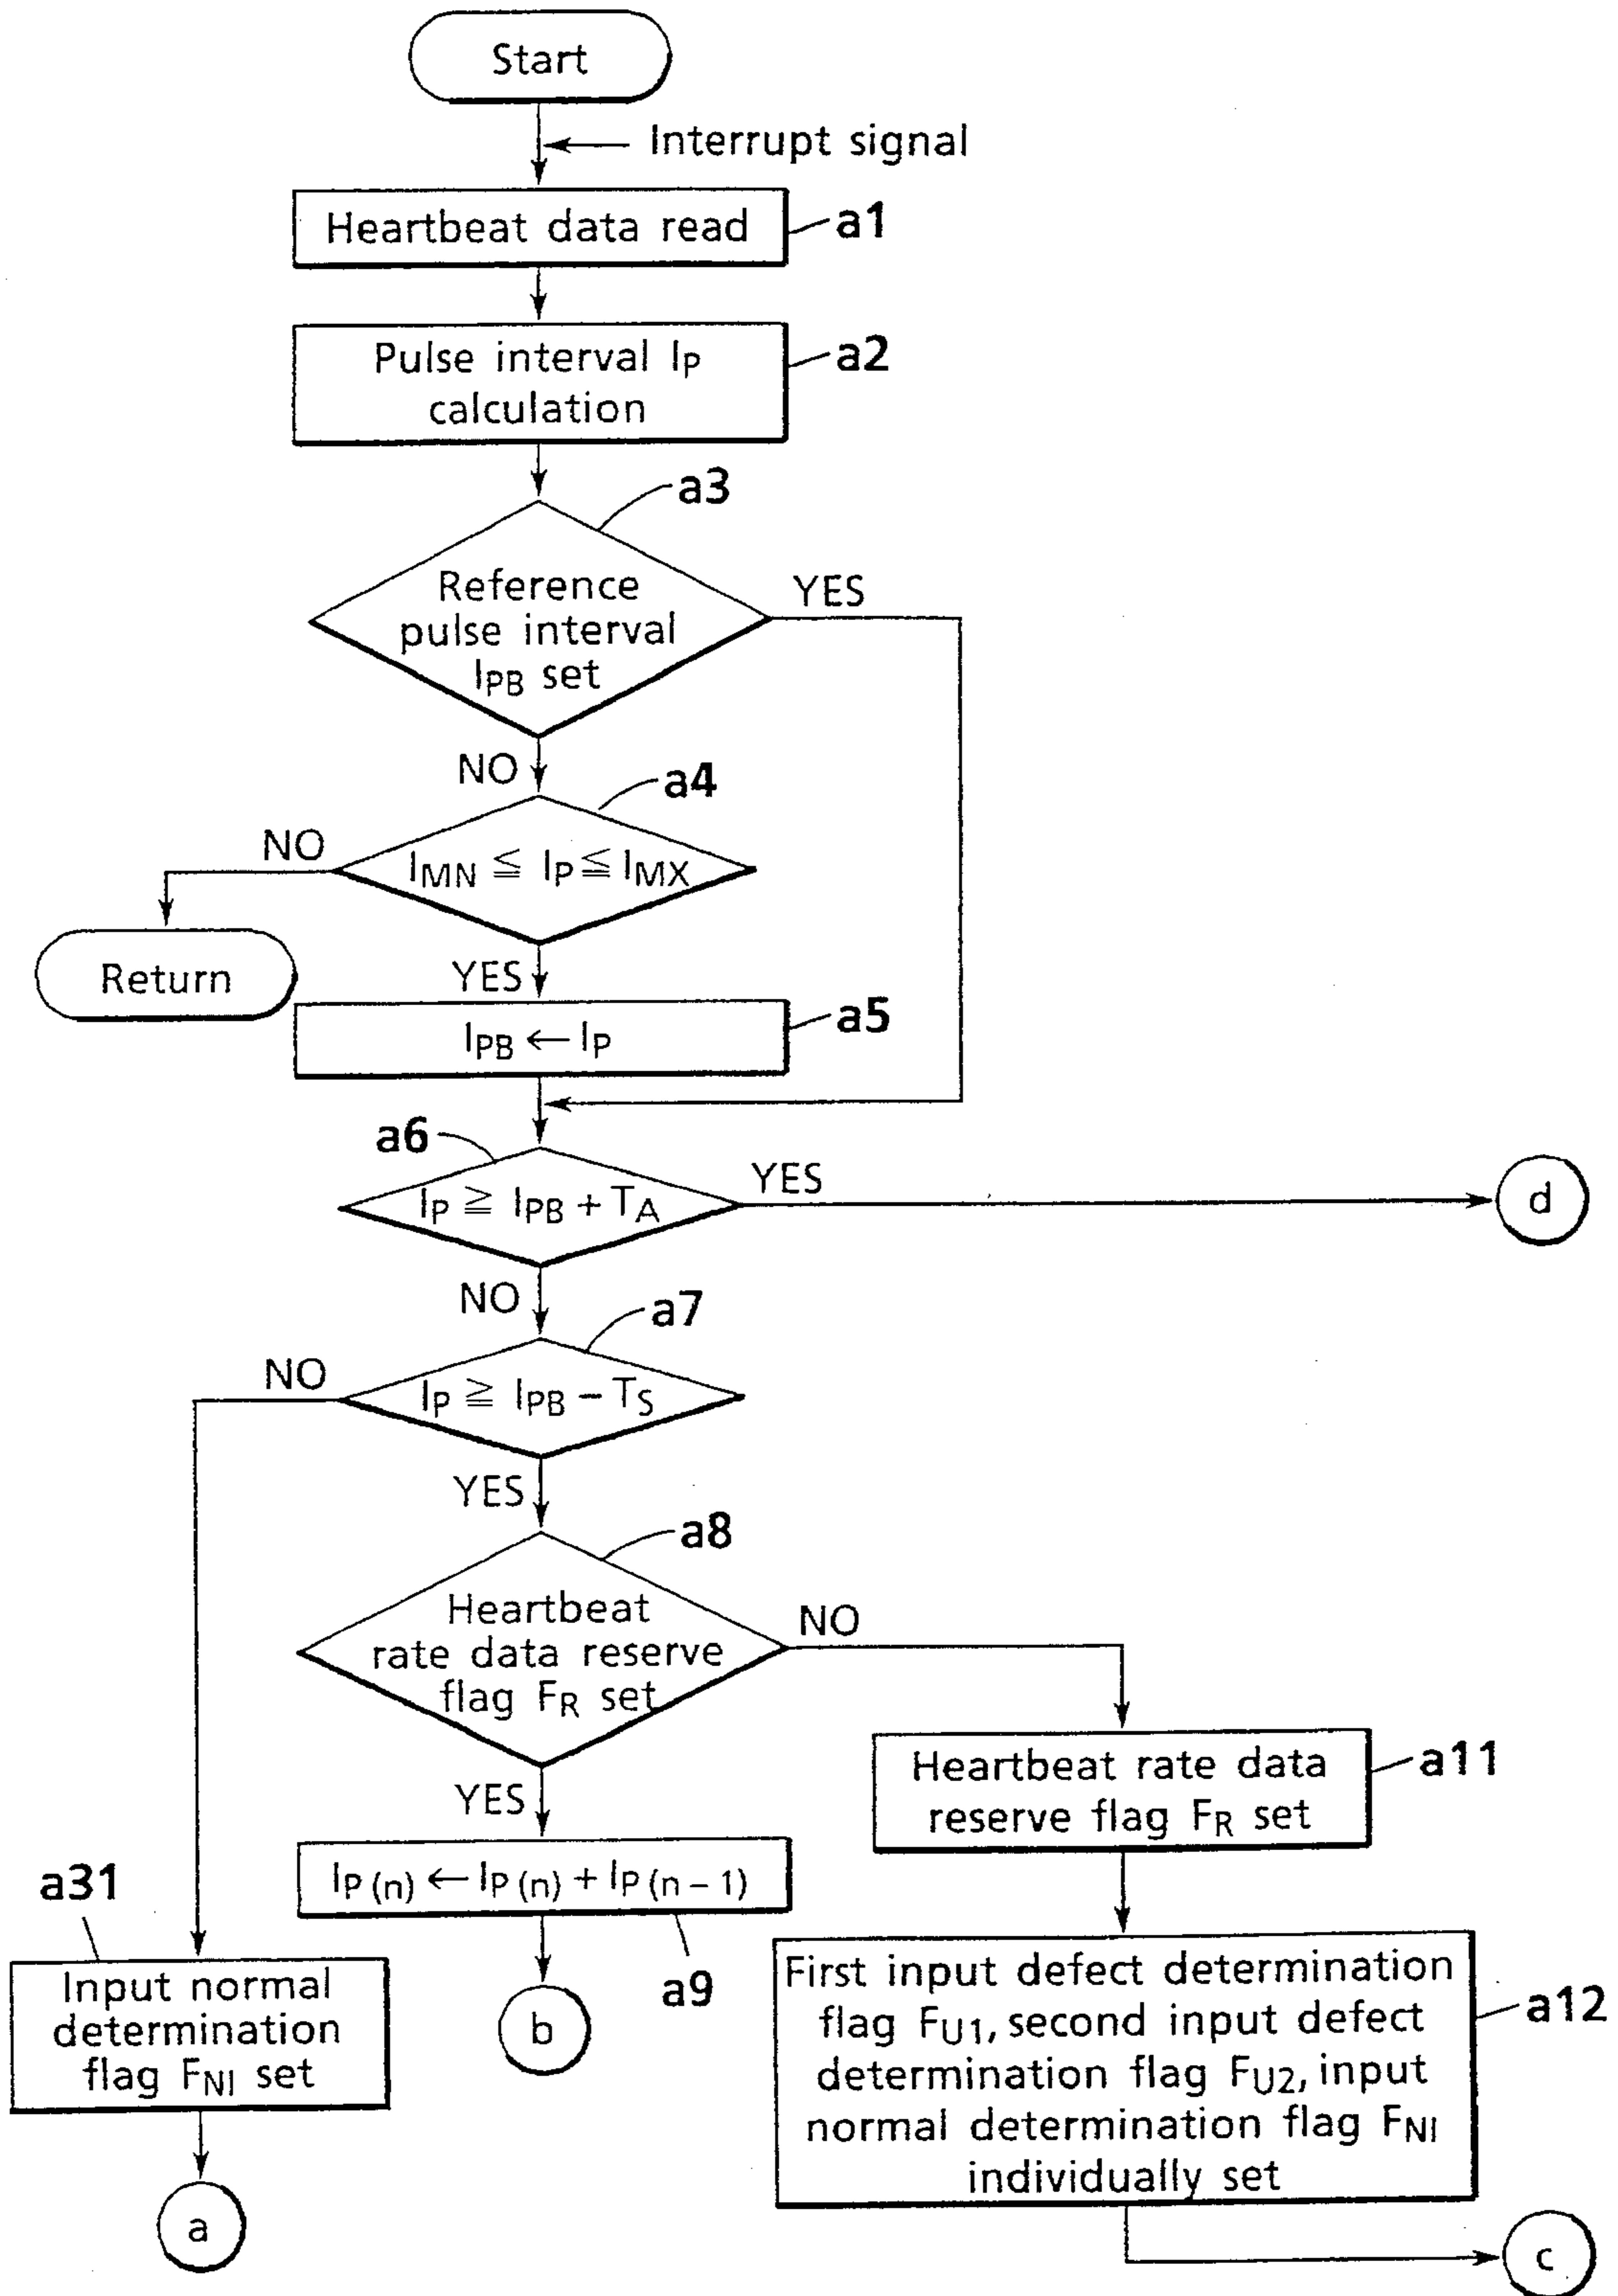 Start
Interrupt signal
Heartbeat data read
a1
Pulse interval IP
calculation
a2
a3
Reference
pulse interval
IPB set
YES
NO
a4
IMN ≦ IP ≦ IMX
NO
Return
YES
IPB ← IP
a5
a6
IP ≧ IPB + TA
YES
d
NO
a7
IP ≧ IPB − TS
NO
YES
a8
Heartbeat
rate data reserve
flag FR set
NO
YES
Heartbeat rate data
reserve flag FR set
a11
IP(n) ← IP(n) + IP(n − 1)
a9
b
a31
Input normal
determination
flag FNI set
a
First input defect determination
flag FU1, second input defect
determination flag FU2, input
normal determination flag FNI
individually set
a12
c